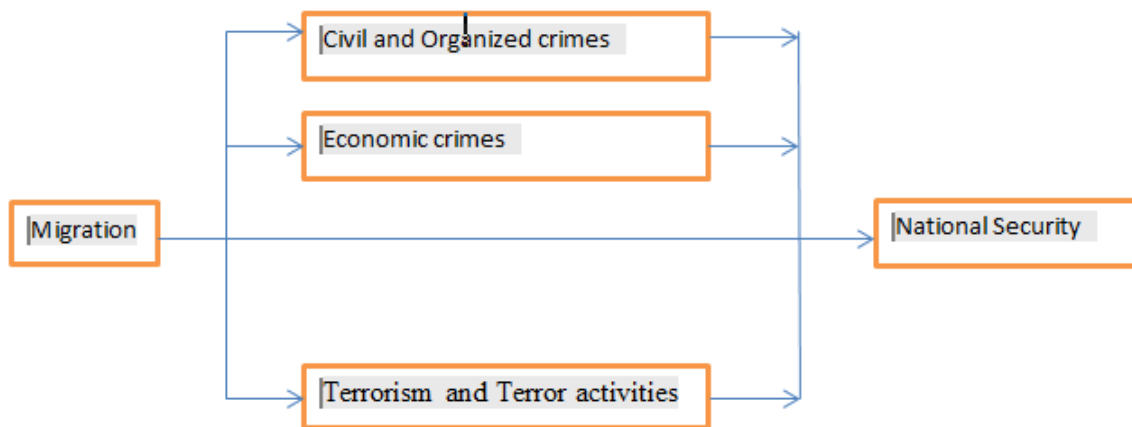 Civil and Organized crimes
Economic crimes
Migration
National Security
Terrorism and Terror activities